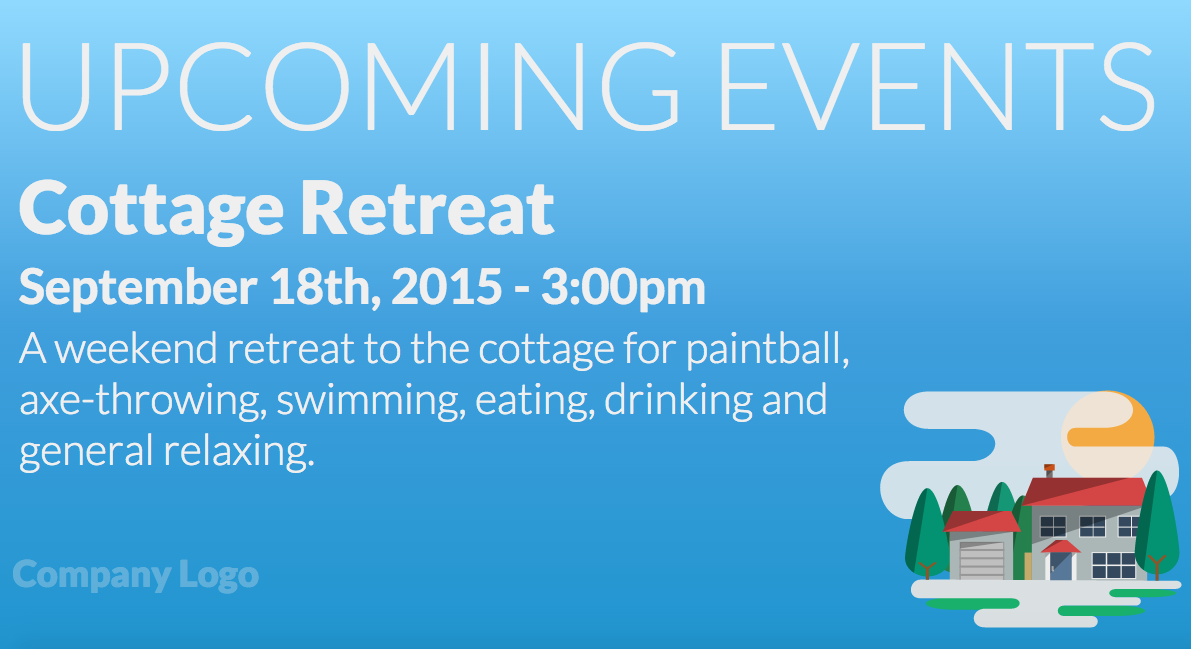 UPCOMING EVENTS
Cottage Retreat
September 18th, 2015 - 3:00pm
A weekend retreat to the cottage for paintball,
axe-throwing, swimming, eating, drinking and
general relaxing.
Company Logo